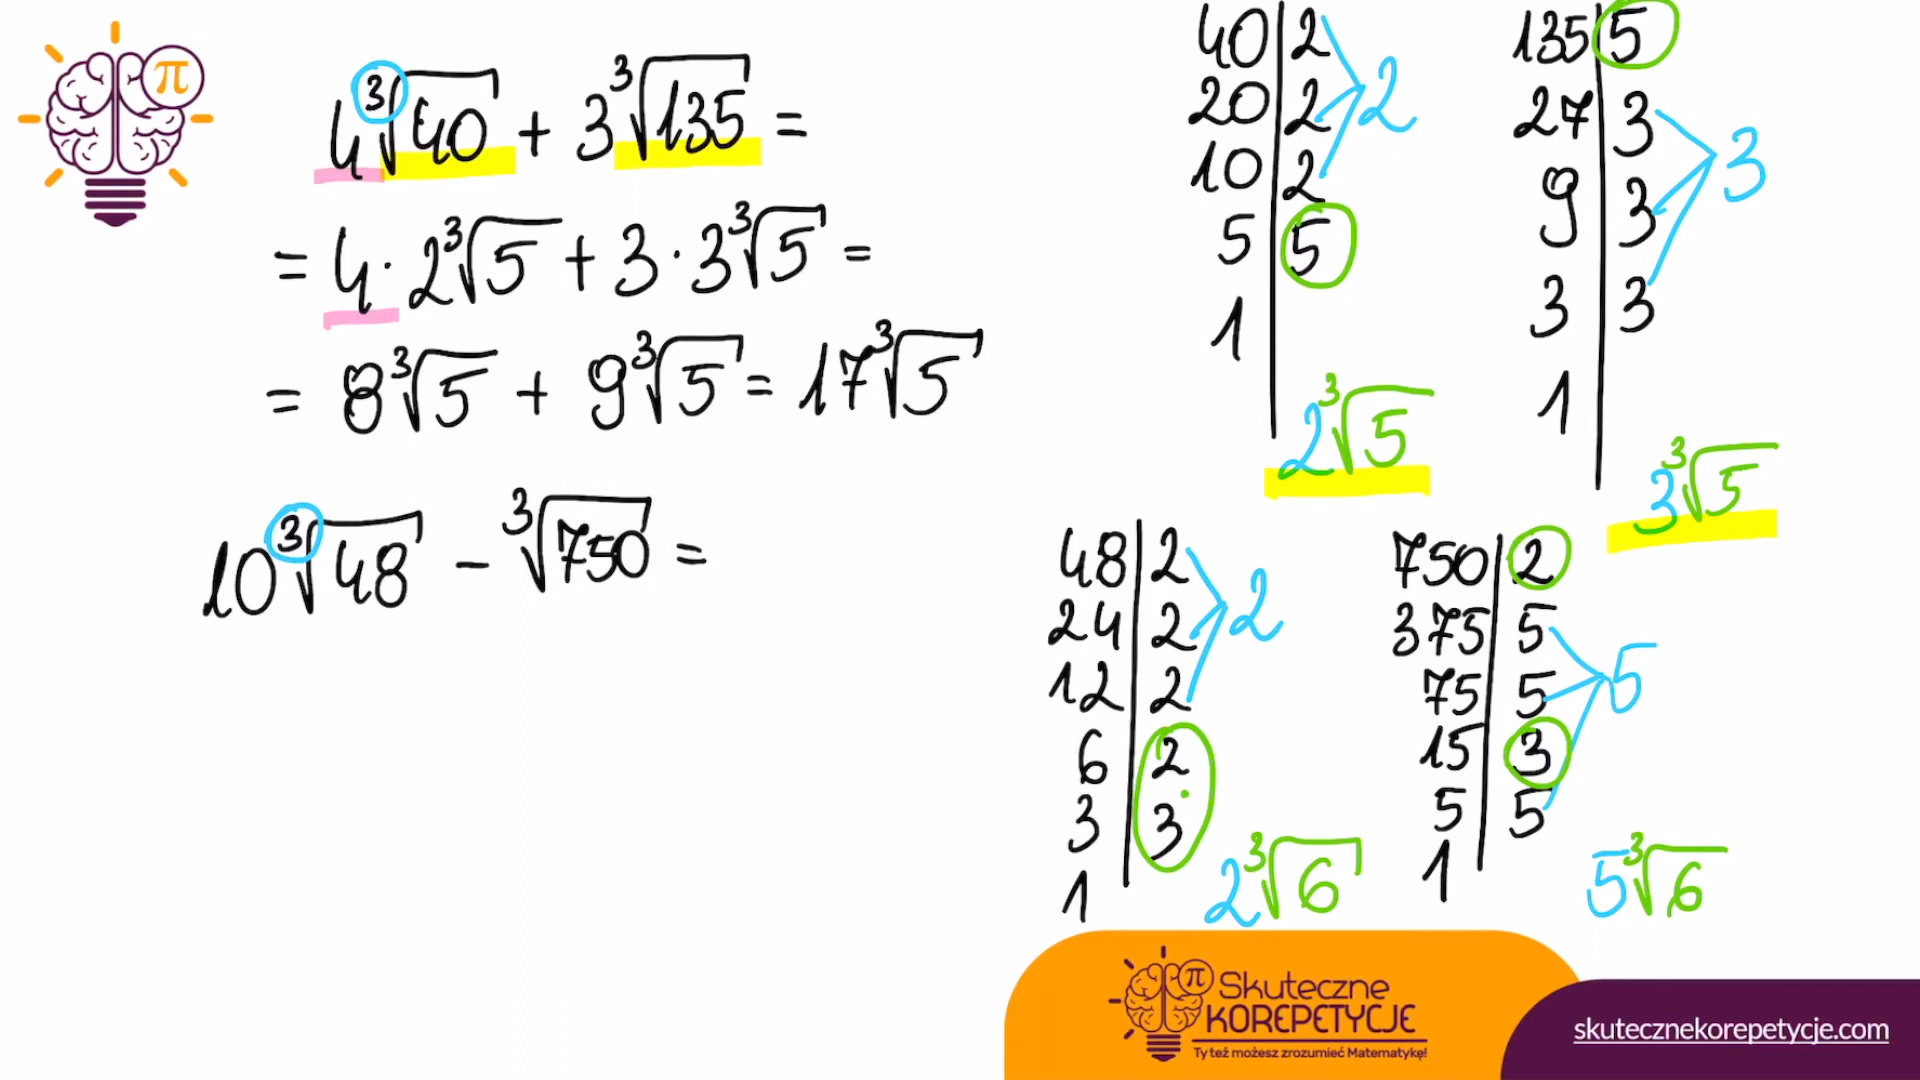 4∛40 + 3∛135 =
= 4 · 2∛5 + 3 · 3∛5 =
= 8∛5 + 9∛5 = 17∛5
10∛48 − ∛750 =
40 | 2
20 | 2
10 | 2
5 | 5
1
2
2∛5
135 | 5
27 | 3
9 | 3
3 | 3
1
3
3∛5
48 | 2
24 | 2
12 | 2
6 | 2
3 | 3
1
2
2∛6
750 | 2
375 | 5
75 | 5
15 | 3
5 | 5
1
5
5∛6
π
π
Skuteczne
KOREPETYCJE
Ty też możesz zrozumieć Matematykę!
skutecznekorepetycje.com